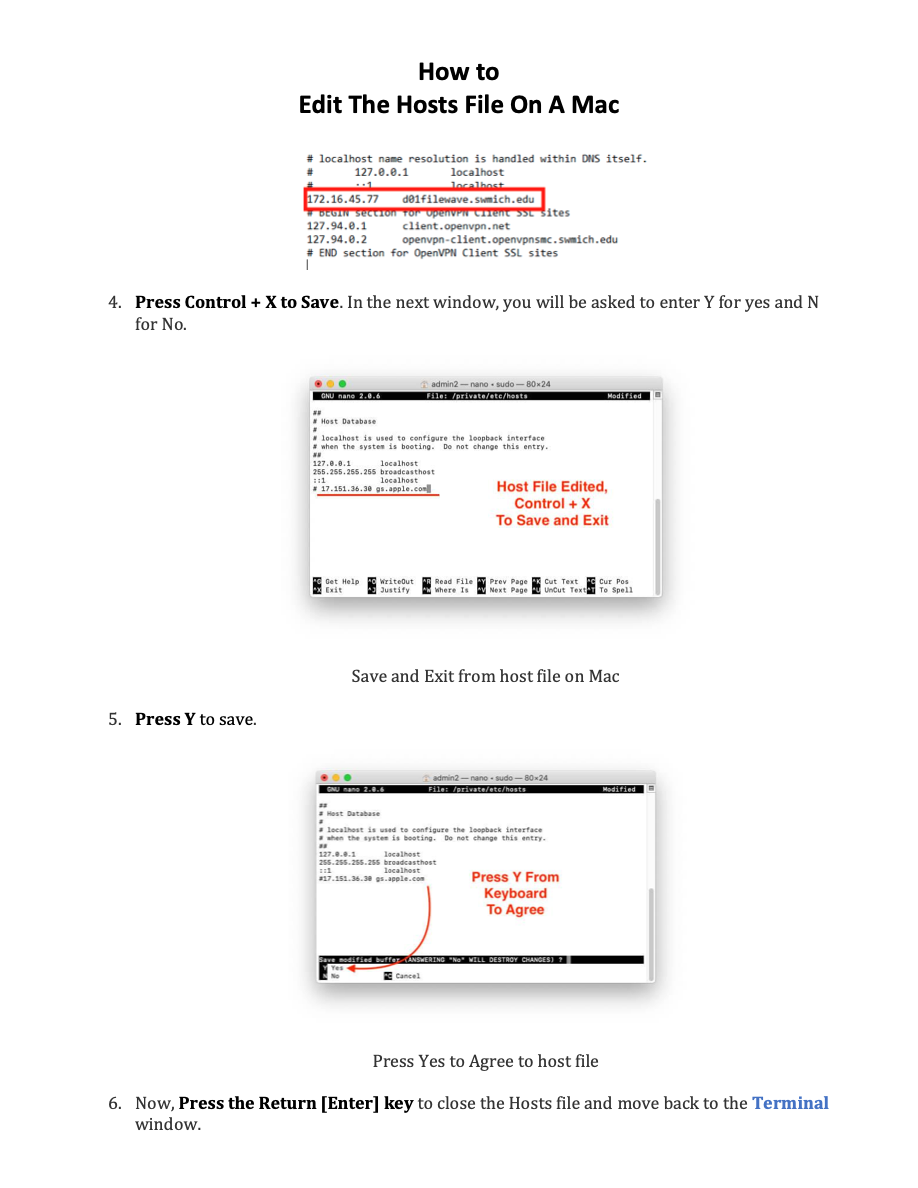 How to
Edit The Hosts File On A Mac
# localhost name resolution is handled within DNS itself.
# 127.0.0.1 localhost
# ::1 localhost
172.16.45.77 d01filewave.swmich.edu
# BEGIN section for OpenVPN Client SSL sites
127.94.0.1 client.openvpn.net
127.94.0.2 openvpn-client.openvpnsmc.swmich.edu
# END section for OpenVPN Client SSL sites
4. Press Control + X to Save. In the next window, you will be asked to enter Y for yes and N
for No.
admin2 — nano • sudo — 80×24
GNU nano 2.0.6 File: /private/etc/hosts Modified
##
# Host Database
#
# localhost is used to configure the loopback interface
# when the system is booting. Do not change this entry.
##
127.0.0.1 localhost
255.255.255.255 broadcasthost
::1 localhost
# 17.151.36.30 gs.apple.com
Host File Edited,
Control + X
To Save and Exit
^G Get Help ^O WriteOut ^R Read File ^Y Prev Page ^K Cut Text ^C Cur Pos
^X Exit ^J Justify ^W Where Is ^V Next Page ^U UnCut Text ^T To Spell
Save and Exit from host file on Mac
5. Press Y to save.
admin2 — nano • sudo — 80×24
GNU nano 2.0.6 File: /private/etc/hosts Modified
##
# Host Database
#
# localhost is used to configure the loopback interface
# when the system is booting. Do not change this entry.
##
127.0.0.1 localhost
255.255.255.255 broadcasthost
::1 localhost
#17.151.36.30 gs.apple.com
Press Y From
Keyboard
To Agree
Save modified buffer (ANSWERING "No" WILL DESTROY CHANGES) ?
Y Yes
N No ^C Cancel
Press Yes to Agree to host file
6. Now, Press the Return [Enter] key to close the Hosts file and move back to the Terminal
window.